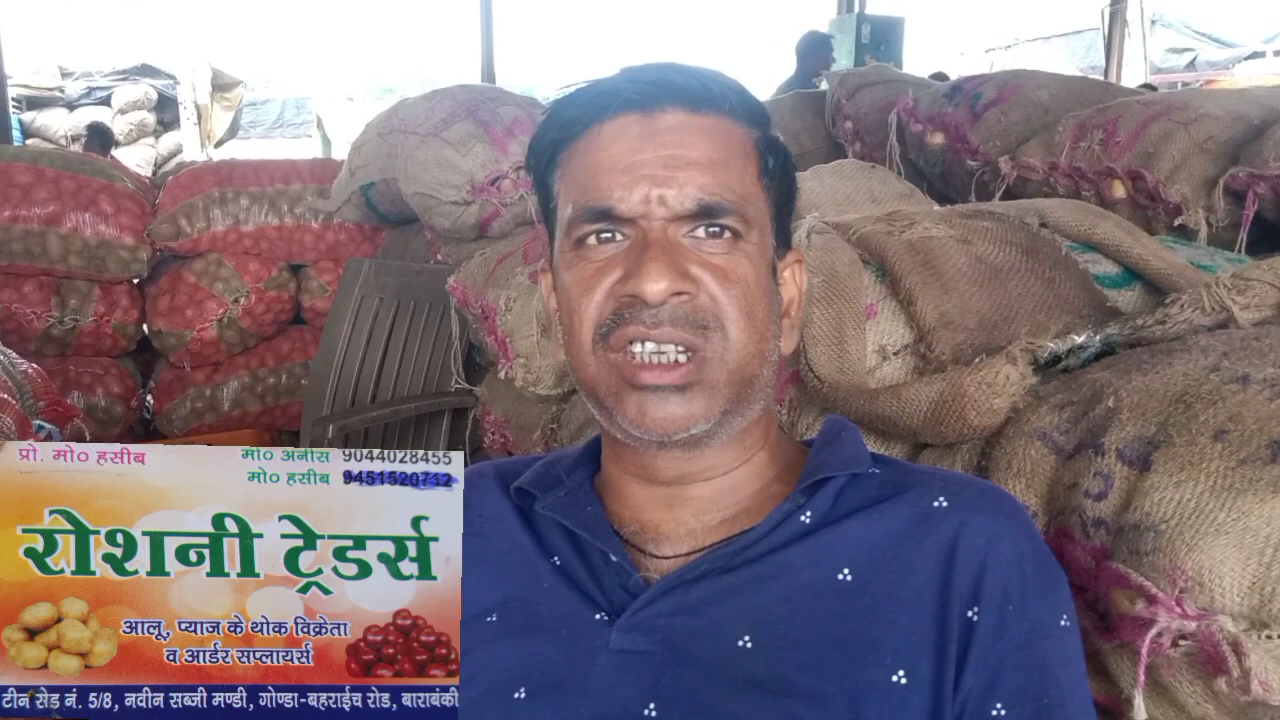 प्रो. मो० हसीब
मो० अनीस 9044028455
मो० हसीब 9451520712
रोशनी ट्रेडर्स
आलू, प्याज के थोक विक्रेता
व आर्डर सप्लायर्स
टीन सेड नं. 5/8, नवीन सब्जी मण्डी, गोण्डा-बहराईच रोड, बाराबंकी